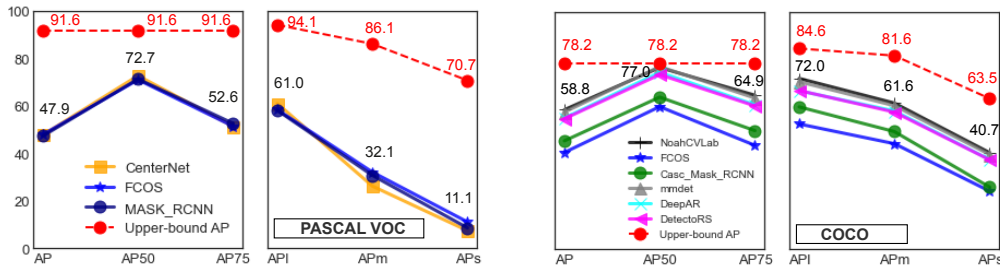 100
80
60
40
20
0
91.6
91.6
91.6
72.7
47.9
52.6
CenterNet
FCOS
MASK_RCNN
Upper-bound AP
AP
AP50
AP75
94.1
86.1
70.7
61.0
32.1
11.1
PASCAL VOC
APl
APm
APs
78.2
78.2
78.2
77.0
58.8
64.9
NoahCVLab
FCOS
Casc_Mask_RCNN
mmdet
DeepAR
DetectoRS
Upper-bound AP
AP
AP50
AP75
84.6
81.6
63.5
72.0
61.6
40.7
COCO
APl
APm
APs